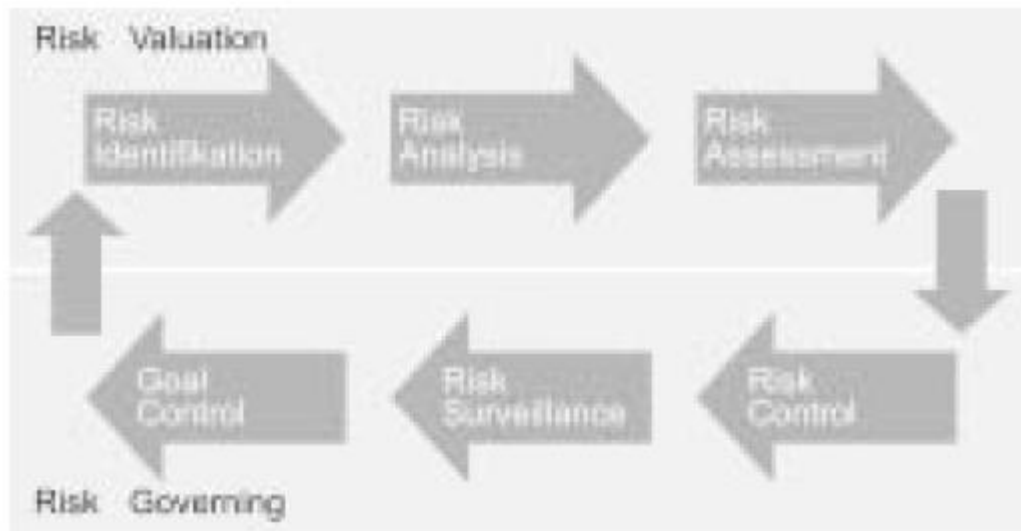 Risk Valuation
Risk
Identifikation
Risk
Analysis
Risk
Assessment
Goal
Control
Risk
Surveillance
Risk
Control
Risk Governing